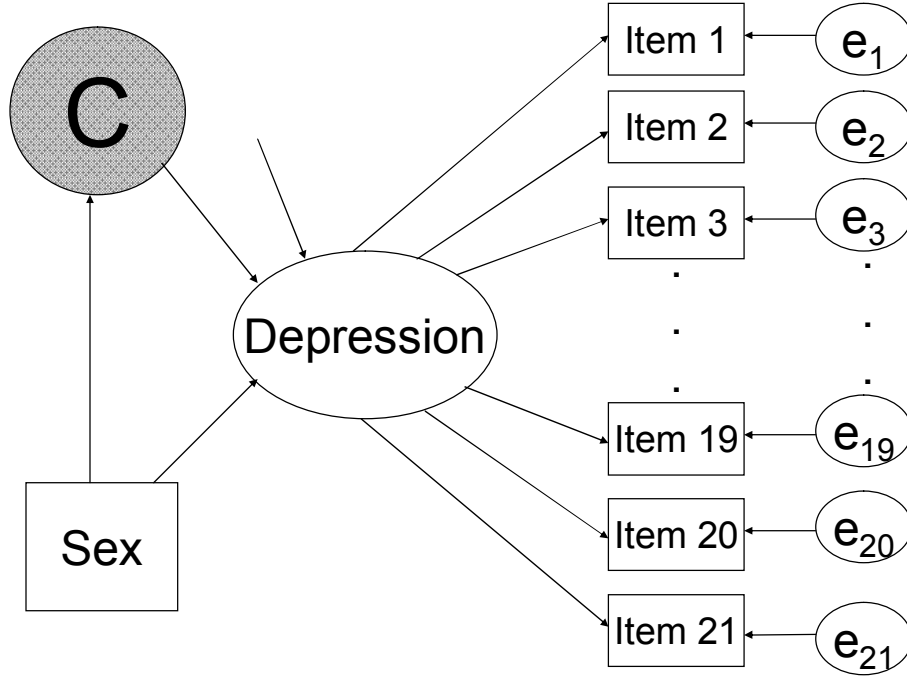 C
Sex
Depression
Item 1
e1
Item 2
e2
Item 3
e3
Item 19
e19
Item 20
e20
Item 21
e21